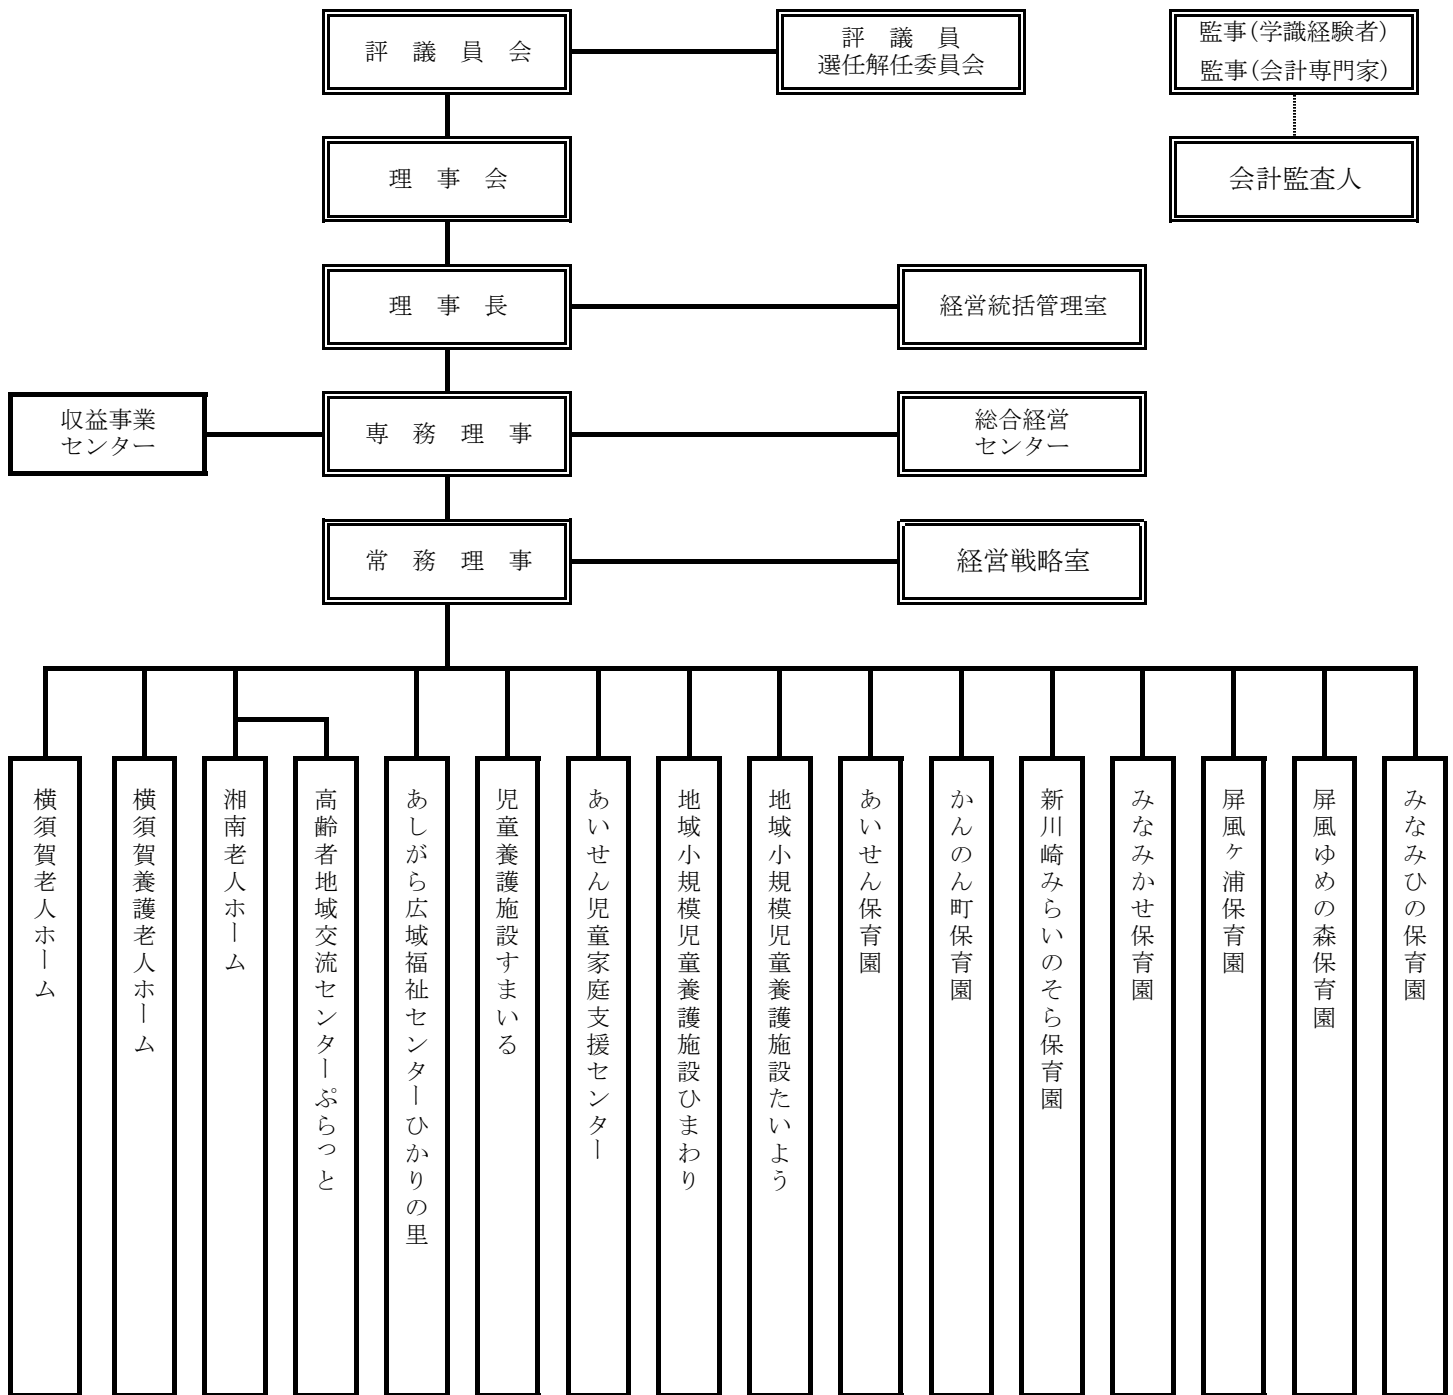 評議員会
評議員
選任解任委員会
監事(学識経験者)
監事(会計専門家)
理事会
会計監査人
理事長
経営統括管理室
収益事業
センター
専務理事
総合経営
センター
常務理事
経営戦略室
横須賀老人ホーム
横須賀養護老人ホーム
湘南老人ホーム
高齢者地域交流センターぷらっと
あしがら広域福祉センターひかりの里
児童養護施設すまいる
あいせん児童家庭支援センター
地域小規模児童養護施設ひまわり
地域小規模児童養護施設たいよう
あいせん保育園
かんのん町保育園
新川崎みらいのそら保育園
みなみかせ保育園
屏風ヶ浦保育園
屏風ゆめの森保育園
みなみひの保育園